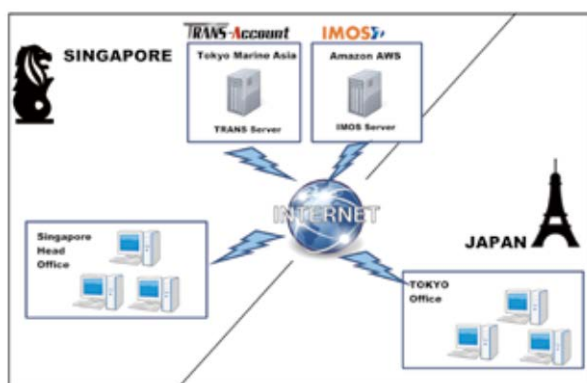 TRANS-Account
IMOS
SINGAPORE
Tokyo Marine Asia
Amazon AWS
TRANS Server
IMOS Server
INTERNET
Singapore
Head
Office
JAPAN
TOKYO
Office